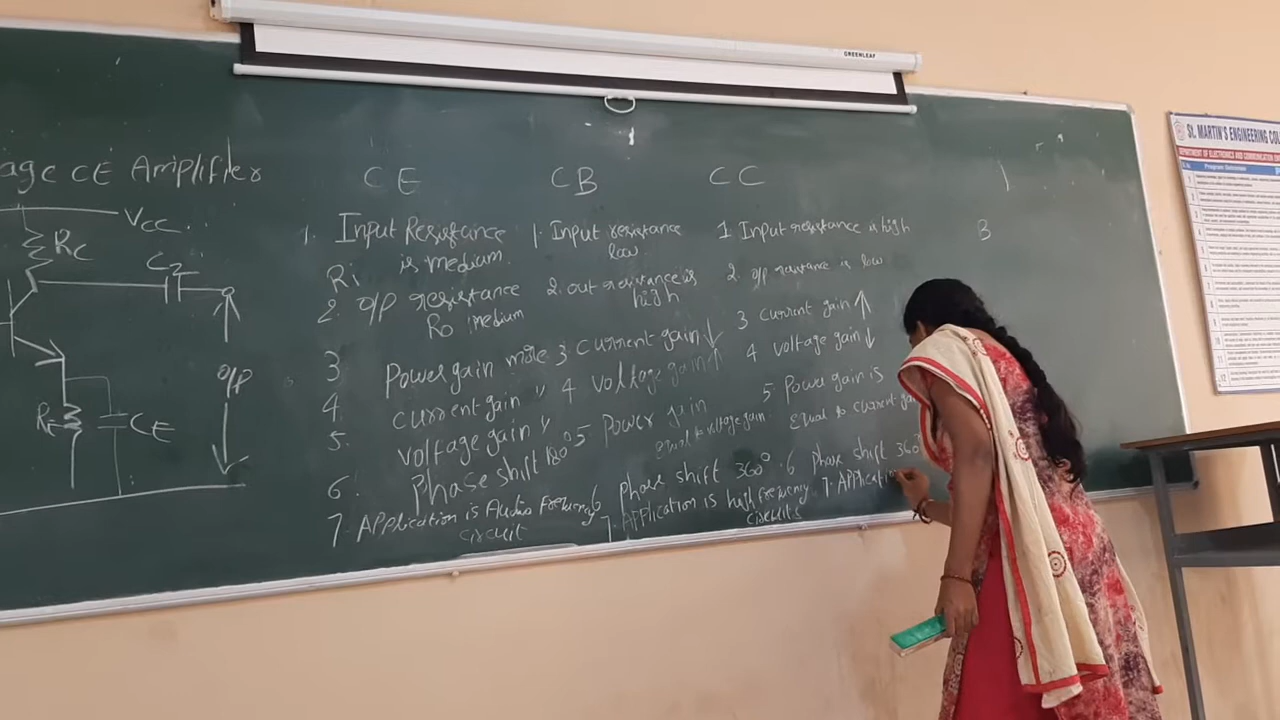 GREENLEAF
ST. MARTIN'S ENGINEERING COL
DEPARTMENT OF ELECTRONICS AND COMMUNICATION
age CE Amplifier
VCC
RC
C2
o/p
RE
CE
CE
1. Input Resistance
Ri is medium
2. o/p resistance
Ro medium
3 Power gain more
4. current gain "
5. voltage gain "
6. Phase shift 180°
7. Application is Audio Frequency
circuit
CB
1. Input resistance
low
2. out resistance is
high
3 current gain ↓
4 voltage gain ↑
5 Power gain
equal to voltage gain
6 phase shift 360°
7. Application is high frequency
circuits
CC
1 Input resistance is high
2. o/p resistance is low
3 current gain ↑
4 voltage gain ↓
5 Power gain is
Equal to current ga
6 phase shift 360°
7. Applicatio
B